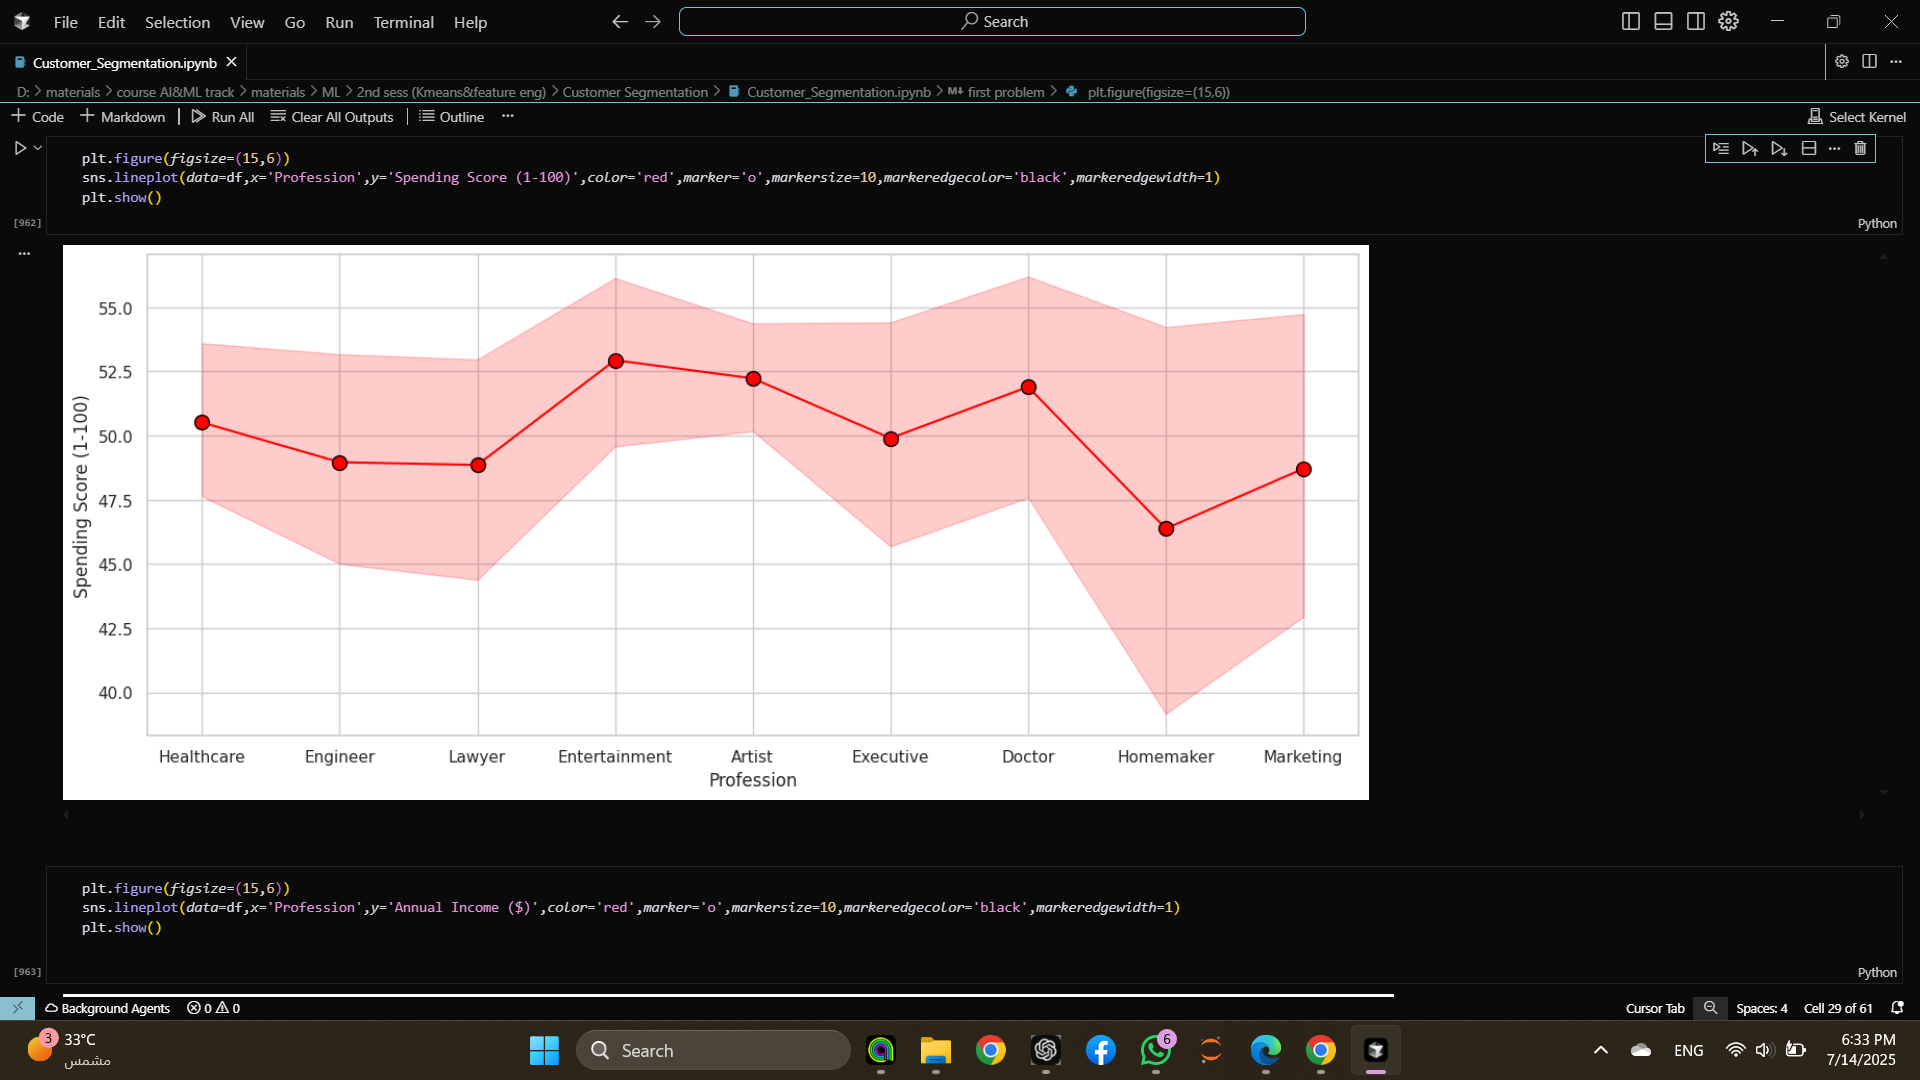 File Edit Selection View Go Run Terminal Help
Search
Customer_Segmentation.ipynb
D: > materials > course AI&ML track > materials > ML > 2nd sess (Kmeans&feature eng) > Customer Segmentation > Customer_Segmentation.ipynb > M↓ first problem > plt.figure(figsize=(15,6))
+ Code + Markdown | Run All Clear All Outputs | Outline ...
Select Kernel
plt.figure(figsize=(15,6))
sns.lineplot(data=df,x='Profession',y='Spending Score (1-100)',color='red',marker='o',markersize=10,markeredgecolor='black',markeredgewidth=1)
plt.show()
[962]
Python
Spending Score (1-100)
55.0
52.5
50.0
47.5
45.0
42.5
40.0
Healthcare Engineer Lawyer Entertainment Artist Executive Doctor Homemaker Marketing
Profession
plt.figure(figsize=(15,6))
sns.lineplot(data=df,x='Profession',y='Annual Income ($)',color='red',marker='o',markersize=10,markeredgecolor='black',markeredgewidth=1)
plt.show()
[963]
Python
Background Agents 0 0
Cursor Tab Spaces: 4 Cell 29 of 61
3 33°C
مشمس
Search
6
ENG
6:33 PM
7/14/2025